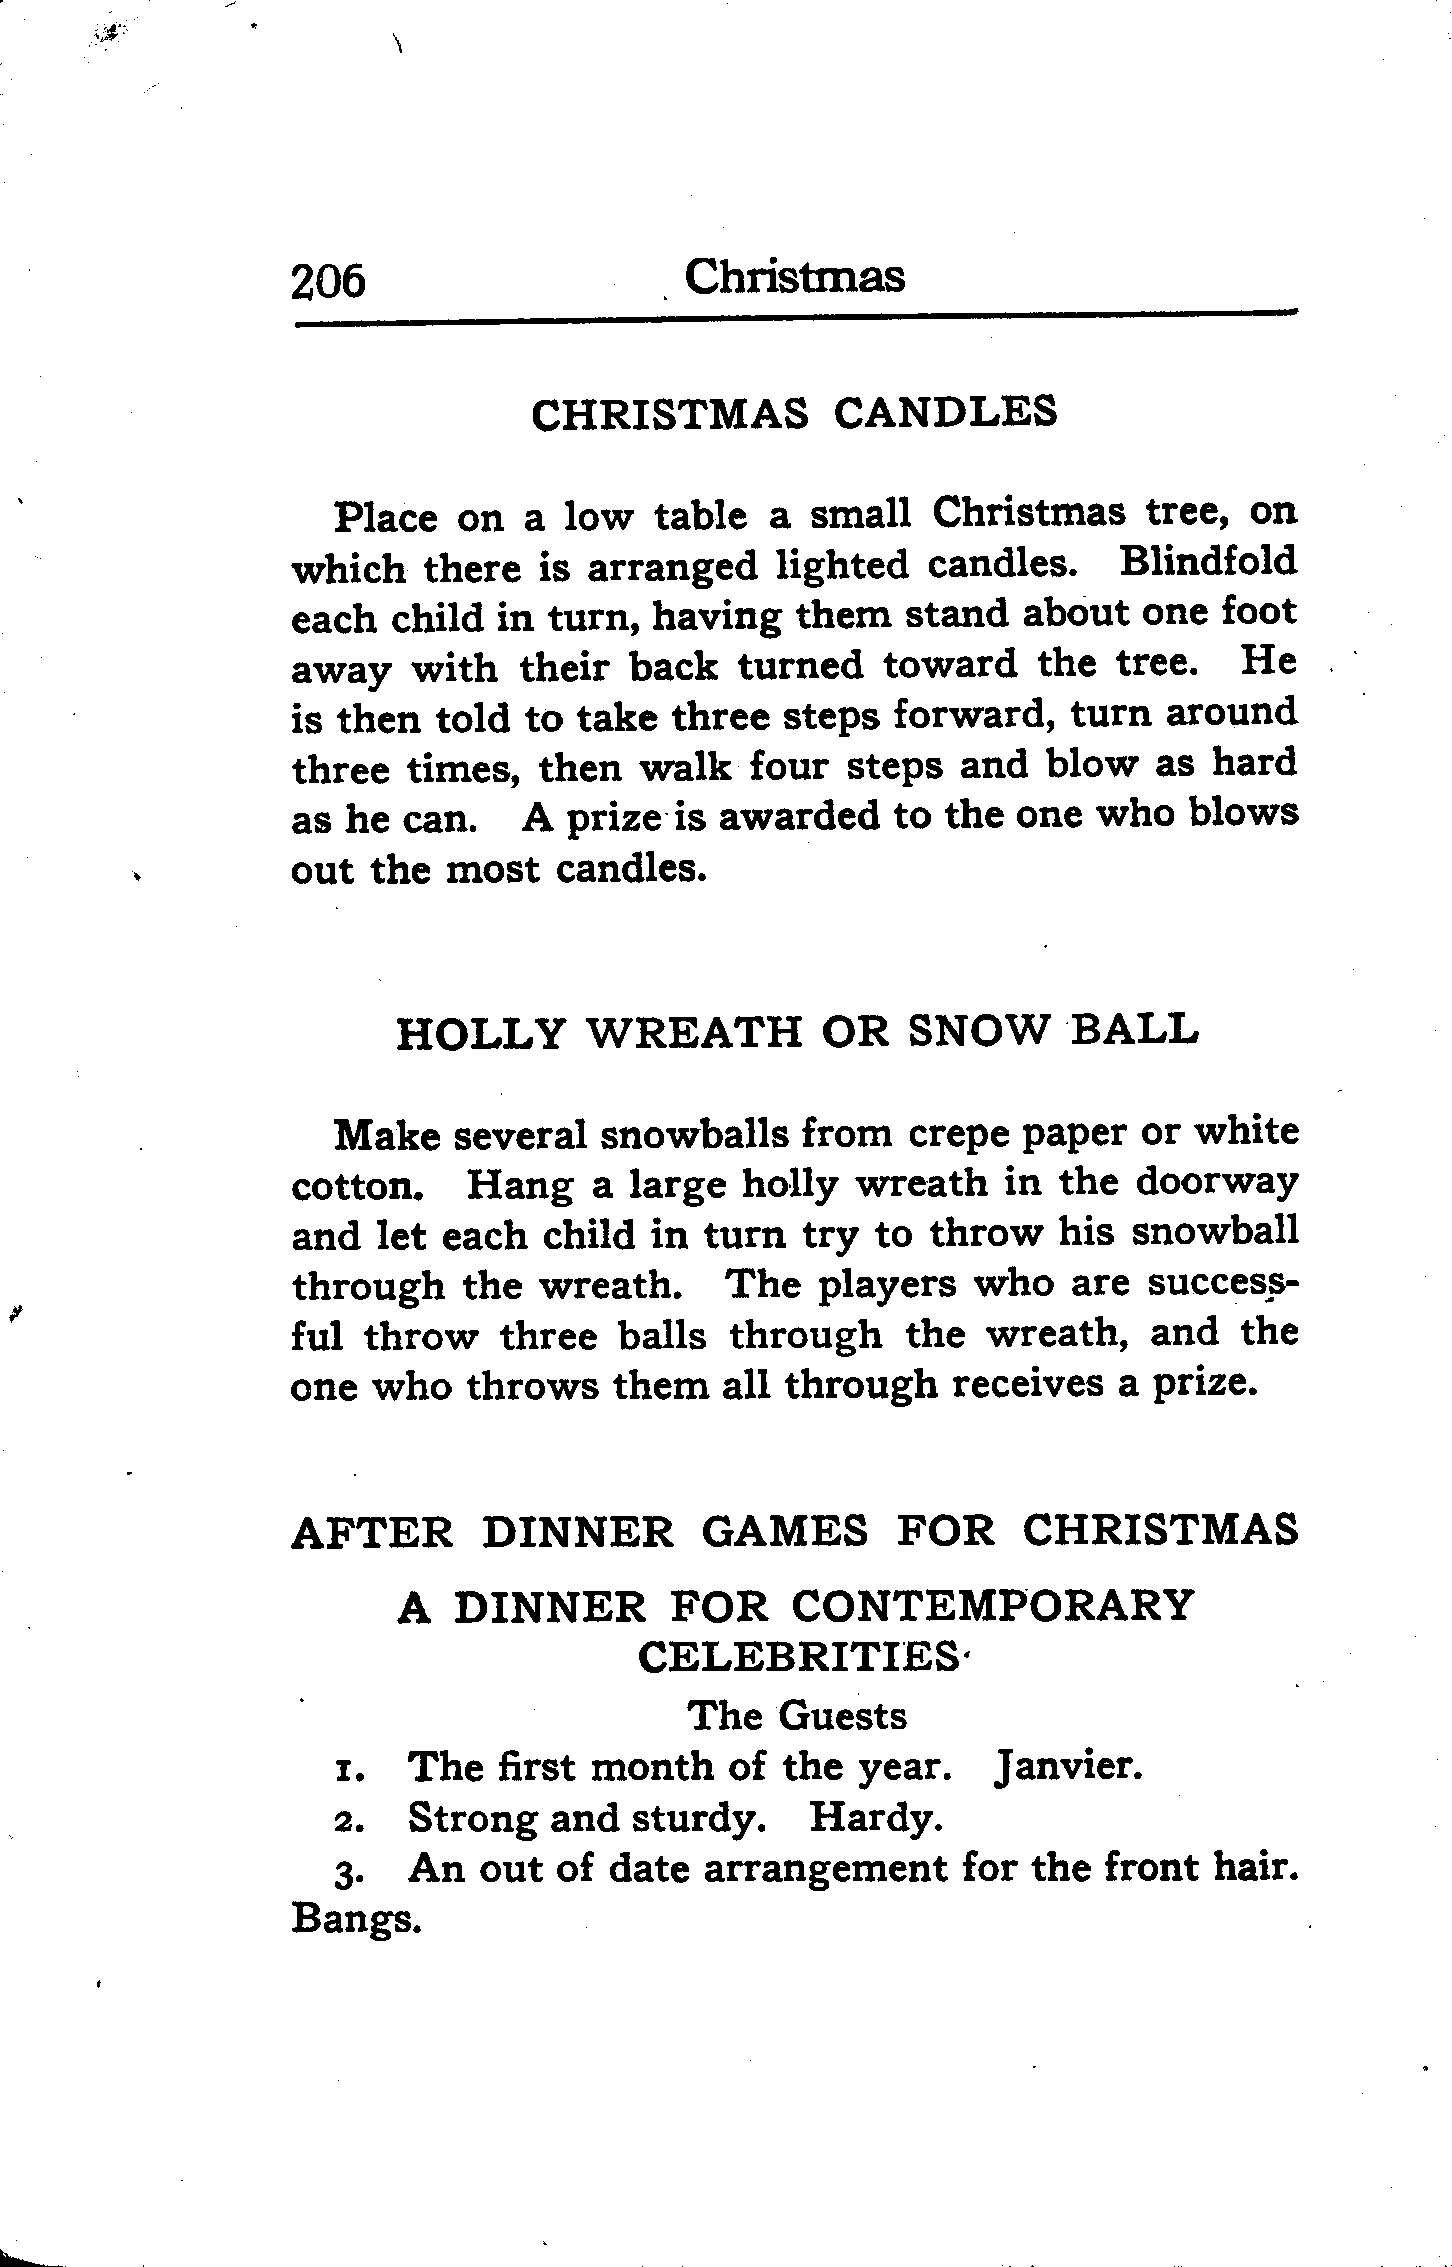 206 Christmas
CHRISTMAS CANDLES
Place on a low table a small Christmas tree, on
which there is arranged lighted candles. Blindfold
each child in turn, having them stand about one foot
away with their back turned toward the tree. He
is then told to take three steps forward, turn around
three times, then walk four steps and blow as hard
as he can. A prize is awarded to the one who blows
out the most candles.
HOLLY WREATH OR SNOW BALL
Make several snowballs from crepe paper or white
cotton. Hang a large holly wreath in the doorway
and let each child in turn try to throw his snowball
through the wreath. The players who are success-
ful throw three balls through the wreath, and the
one who throws them all through receives a prize.
AFTER DINNER GAMES FOR CHRISTMAS
A DINNER FOR CONTEMPORARY
CELEBRITIES
The Guests
1. The first month of the year. Janvier.
2. Strong and sturdy. Hardy.
3. An out of date arrangement for the front hair.
Bangs.